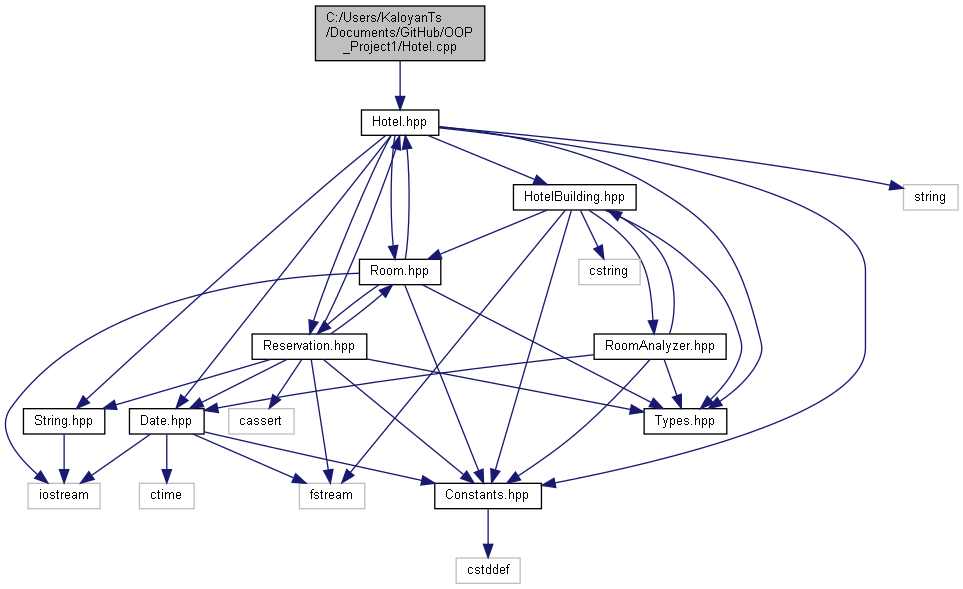 C:/Users/KaloyanTs
/Documents/GitHub/OOP
_Project1/Hotel.cpp
Hotel.hpp
HotelBuilding.hpp
string
Room.hpp
cstring
Reservation.hpp
RoomAnalyzer.hpp
String.hpp
Date.hpp
cassert
Types.hpp
iostream
ctime
fstream
Constants.hpp
cstddef